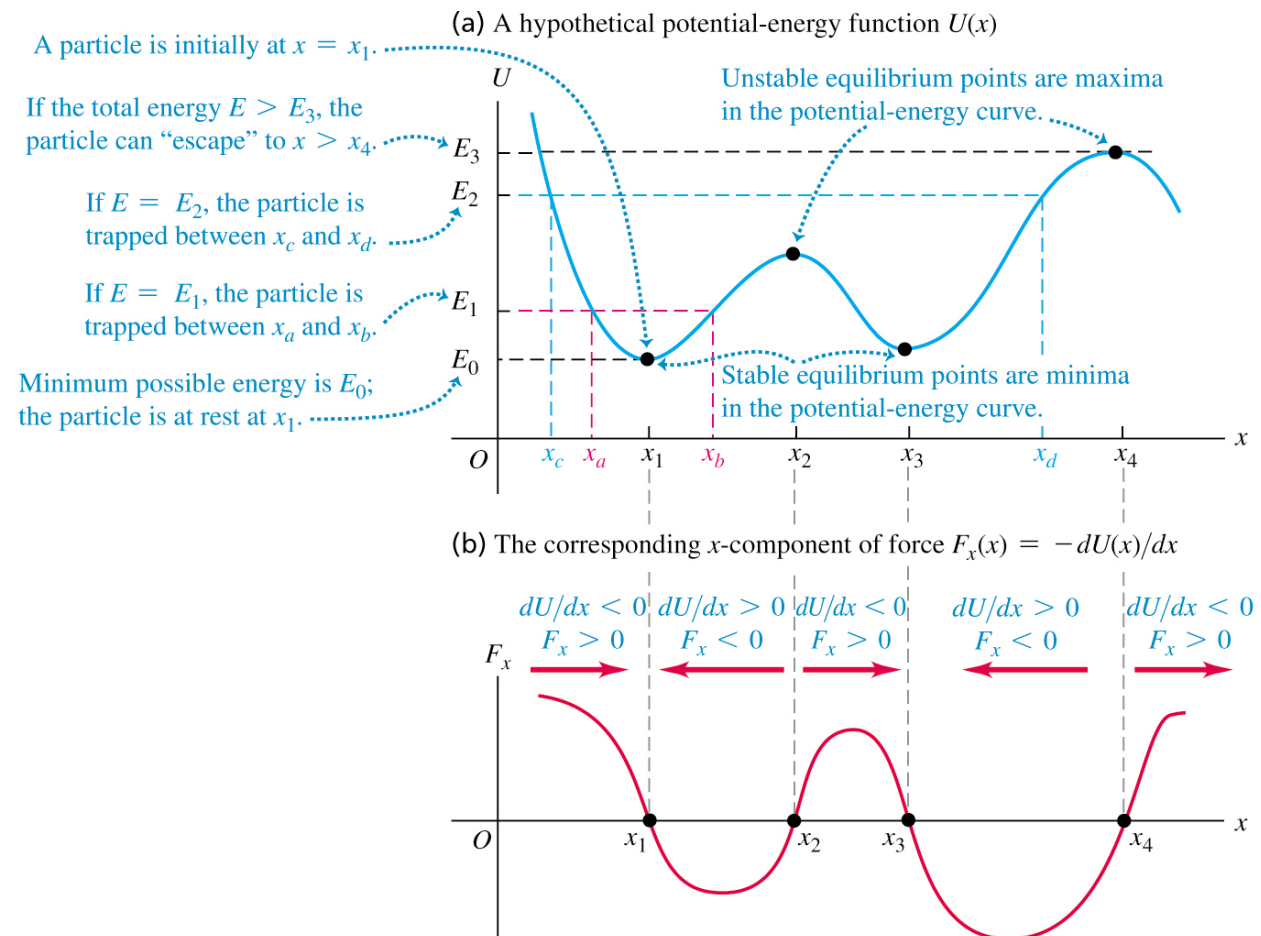 (a) A hypothetical potential-energy function U(x)
A particle is initially at x = x₁.
If the total energy E > E₃, the
particle can “escape” to x > x₄.
If E = E₂, the particle is
trapped between x_c and x_d.
If E = E₁, the particle is
trapped between xₐ and x_b.
Minimum possible energy is E₀;
the particle is at rest at x₁.
U
Unstable equilibrium points are maxima
in the potential-energy curve.
E₃
E₂
E₁
E₀
Stable equilibrium points are minima
in the potential-energy curve.
O
x_c
xₐ
x₁
x_b
x₂
x₃
x_d
x₄
x
(b) The corresponding x-component of force Fₓ(x) = −dU(x)/dx
dU/dx < 0
Fₓ > 0
dU/dx > 0
Fₓ < 0
dU/dx < 0
Fₓ > 0
dU/dx > 0
Fₓ < 0
dU/dx < 0
Fₓ > 0
Fₓ
O
x₁
x₂
x₃
x₄
x